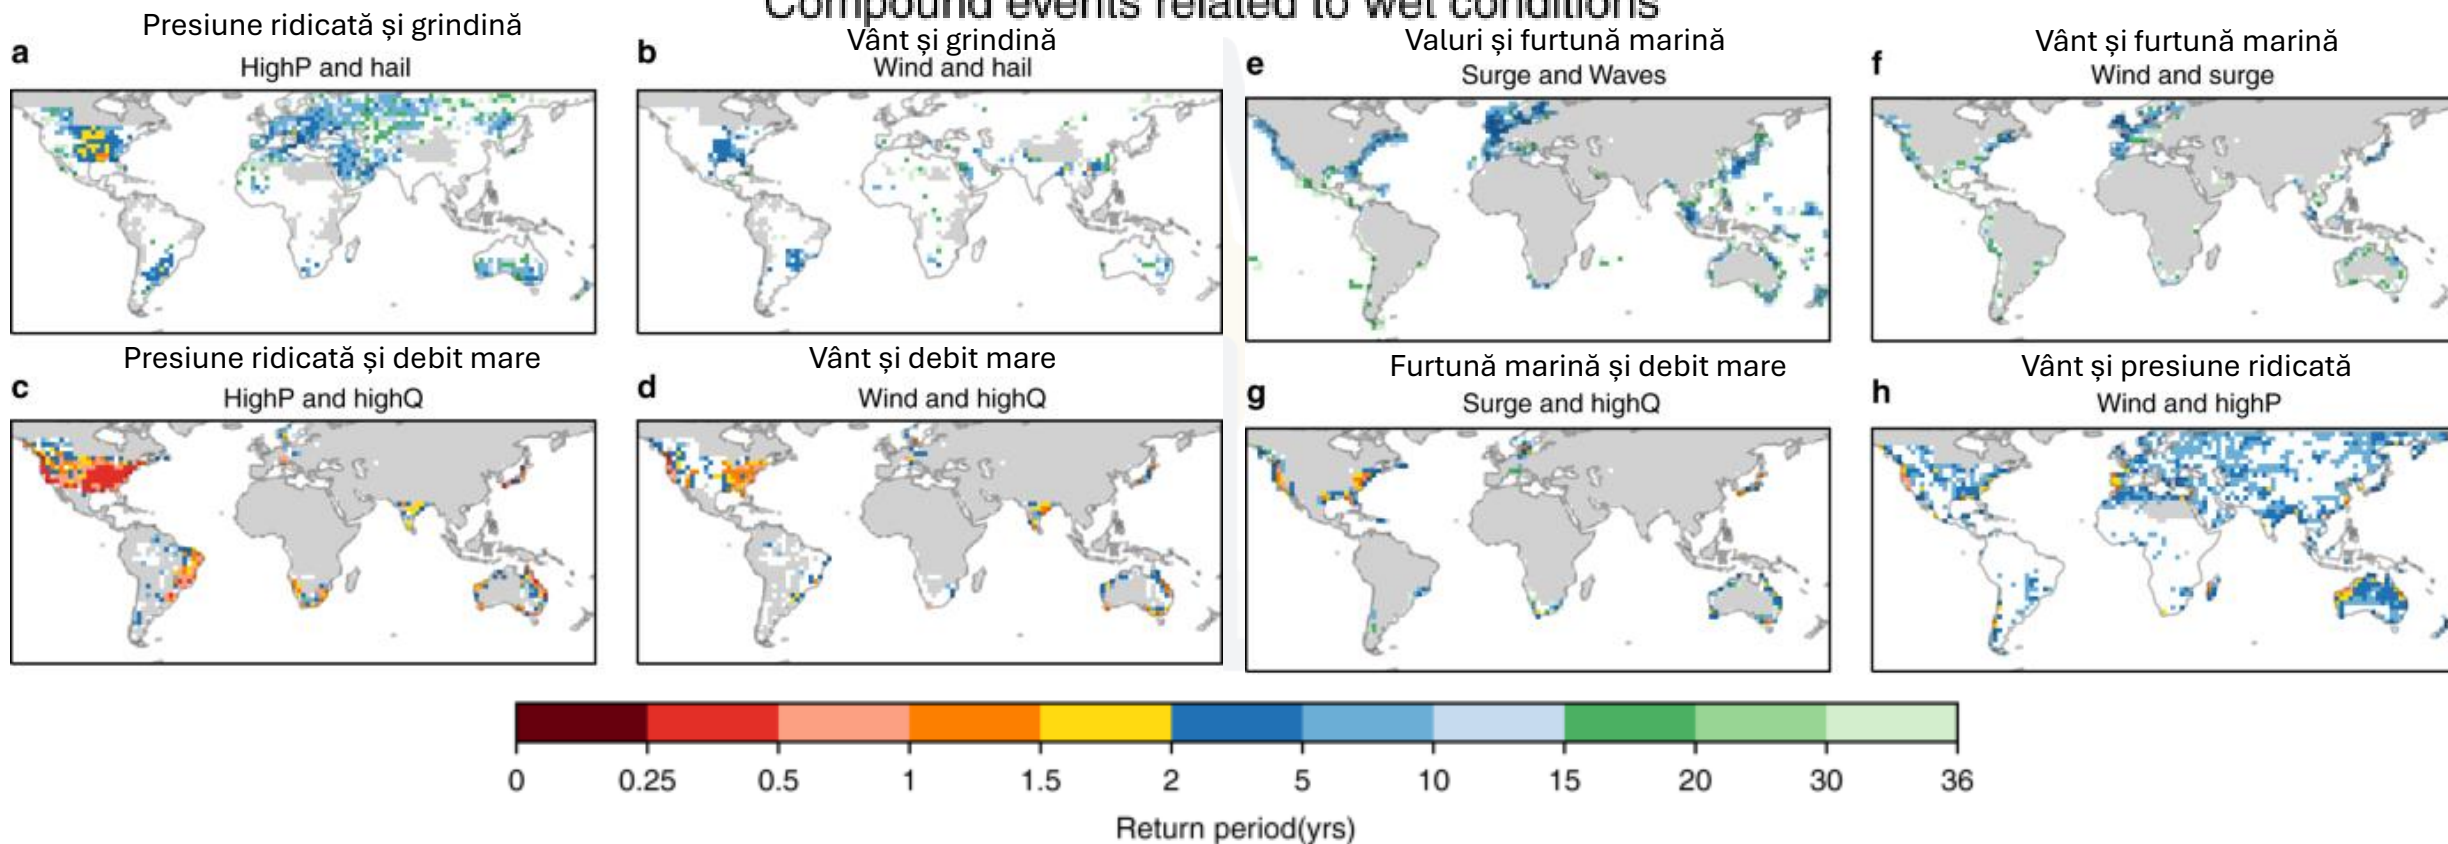 Compound events related to wet conditions
Presiune ridicată și grindină
a
HighP and hail
Vânt și grindină
b
Wind and hail
Valuri și furtună marină
e
Surge and Waves
Vânt și furtună marină
f
Wind and surge
Presiune ridicată și debit mare
c
HighP and highQ
Vânt și debit mare
d
Wind and highQ
Furtună marină și debit mare
g
Surge and highQ
Vânt și presiune ridicată
h
Wind and highP
0 0.25 0.5 1 1.5 2 5 10 15 20 30 36
Return period(yrs)